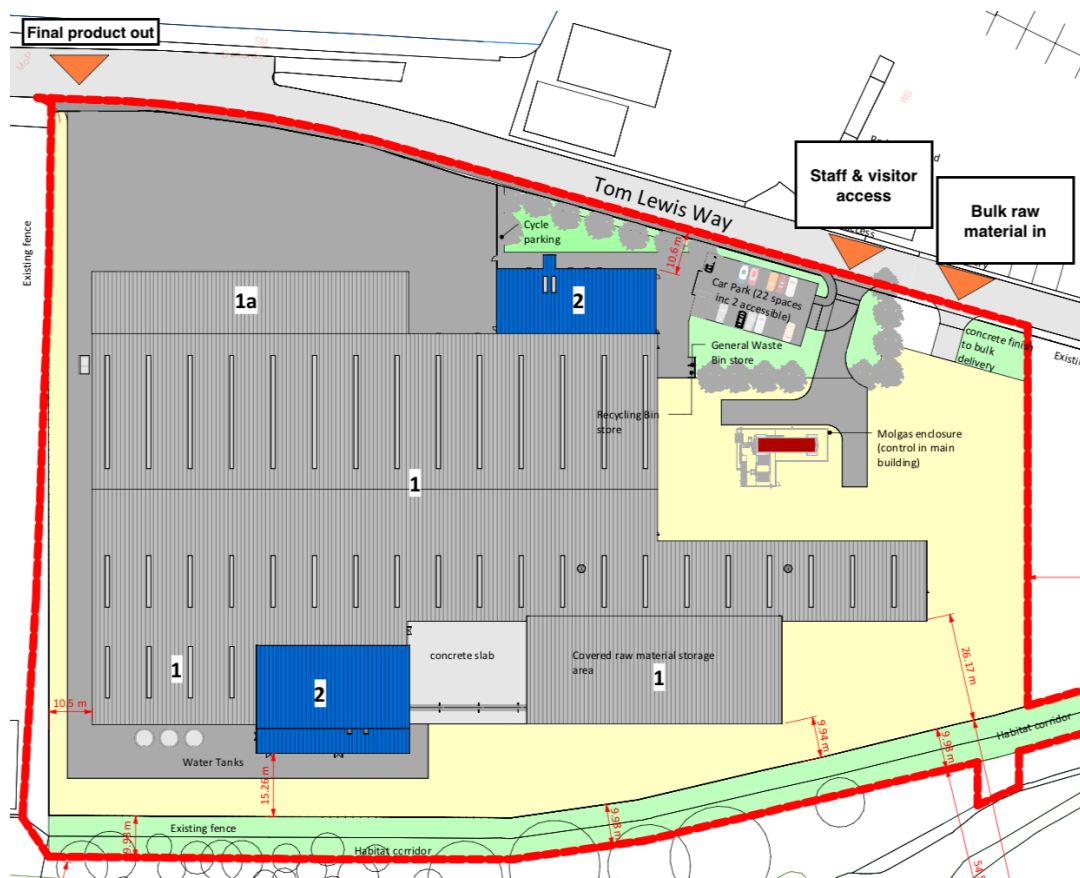 Final product out
Staff & visitor
access
Bulk raw
material in
Tom Lewis Way
Existing fence
Cycle
parking
10.6 m
Car Park (22 spaces
inc 2 accessible)
concrete finish
to bulk
delivery
1a
2
General Waste
Bin store
Recycling Bin
store
Molgas enclosure
(control in main
building)
1
concrete slab
Covered raw material storage
area
1
1
2
10.5 m
26.17 m
9.94 m
9.98 m
Habitat corridor
Water Tanks
15.26 m
9.98 m
9.98 m
Existing fence
Habitat corridor